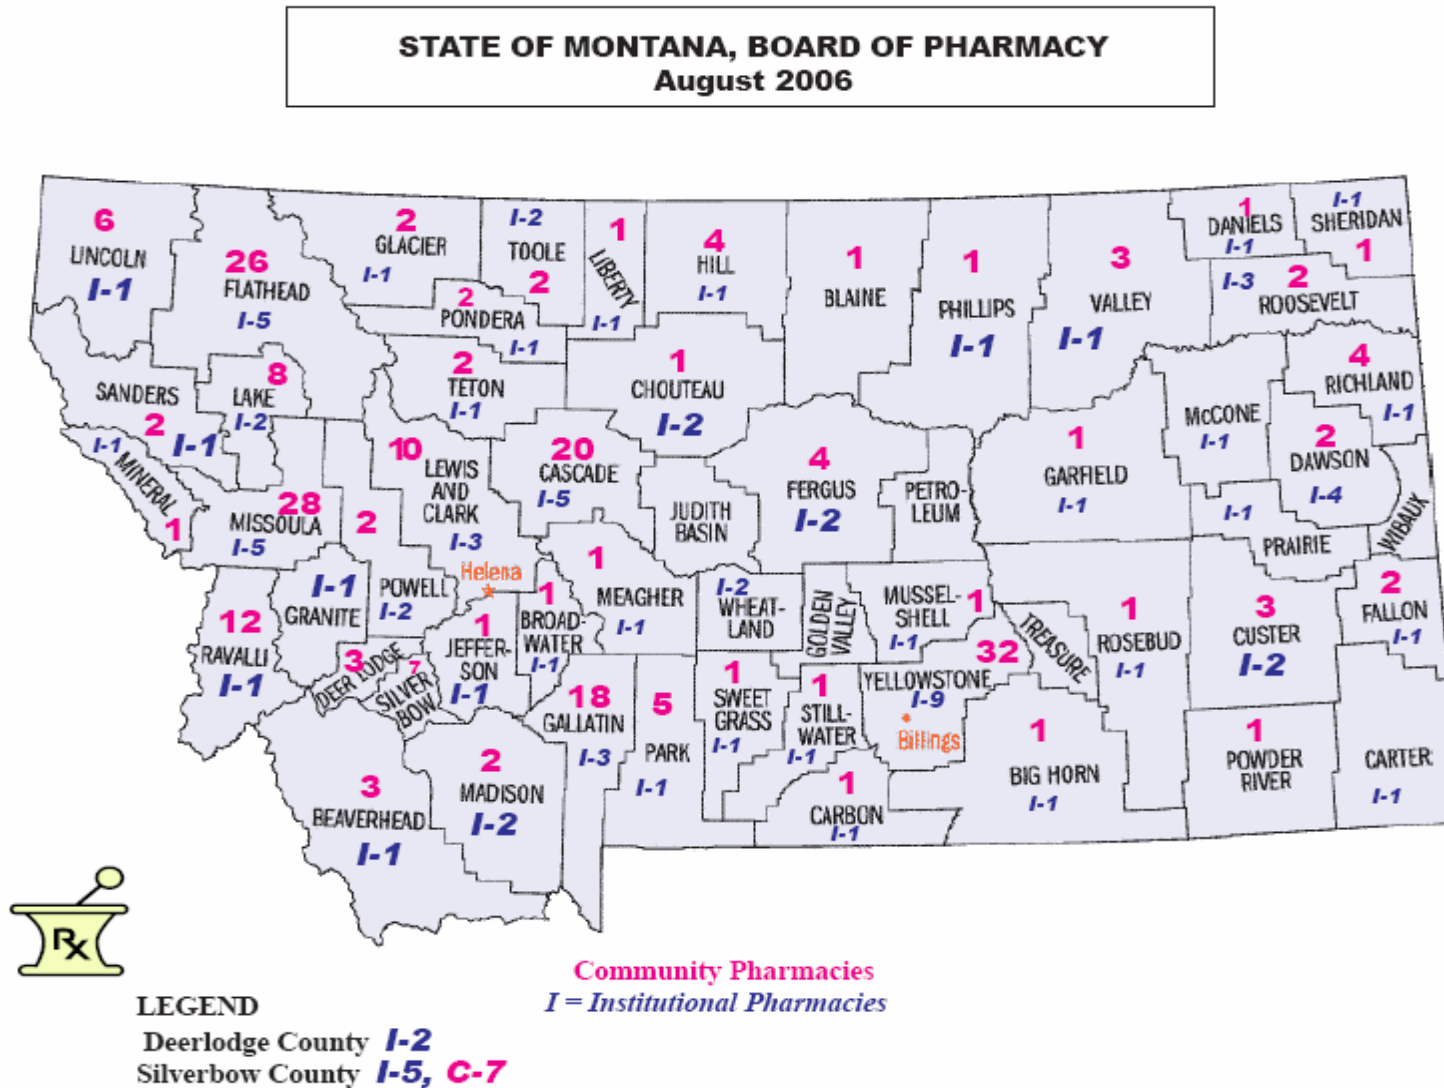 STATE OF MONTANA, BOARD OF PHARMACY
August 2006
6
LINCOLN
I-1
26
FLATHEAD
I-5
2
GLACIER
I-1
I-2
TOOLE
2
1
LIBERTY
I-1
4
HILL
I-1
1
BLAINE
1
PHILLIPS
I-1
3
VALLEY
I-1
1
DANIELS
I-1
I-1
SHERIDAN
1
2
PONDERA
I-1
I-3
2
ROOSEVELT
SANDERS
2
I-1
8
LAKE
I-2
2
TETON
I-1
1
CHOUTEAU
I-2
4
RICHLAND
I-1
I-1
MINERAL
1
28
MISSOULA
I-5
2
POWELL
I-2
10
LEWIS
AND
CLARK
I-3
Helena
20
CASCADE
I-5
JUDITH
BASIN
4
FERGUS
I-2
PETRO-
LEUM
1
GARFIELD
I-1
McCONE
I-1
2
DAWSON
I-4
WIBAUX
I-1
PRAIRIE
12
RAVALLI
I-1
I-1
GRANITE
3
DEER LODGE
7
SILVER
BOW
1
JEFFER-
SON
I-1
1
BROAD-
WATER
I-1
1
MEAGHER
I-1
I-2
WHEAT-
LAND
GOLDEN
VALLEY
MUSSEL-
SHELL
1
I-1
TREASURE
1
ROSEBUD
I-1
3
CUSTER
I-2
2
FALLON
I-1
3
BEAVERHEAD
I-1
2
MADISON
I-2
18
GALLATIN
I-3
5
PARK
I-1
1
SWEET
GRASS
I-1
1
STILL-
WATER
I-1
32
YELLOWSTONE
I-9
Billings
1
CARBON
I-1
1
BIG HORN
I-1
1
POWDER
RIVER
CARTER
I-1
Rx
Community Pharmacies
I = Institutional Pharmacies
LEGEND
Deerlodge County I-2
Silverbow County I-5, C-7